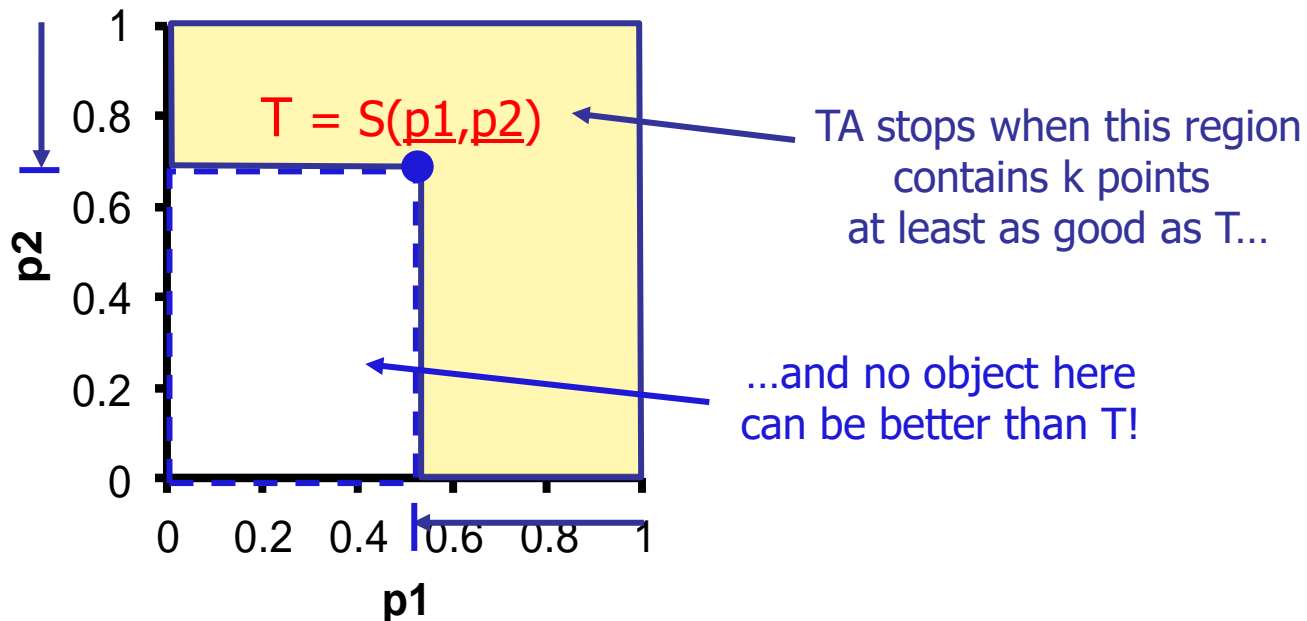 1
0.8
0.6
0.4
0.2
0
p2
T = S(p1,p2)
TA stops when this region
contains k points
at least as good as T…
…and no object here
can be better than T!
0 0.2 0.4 0.6 0.8 1
p1